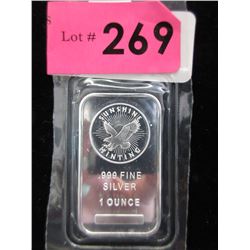 Lot # 269
SUNSHINE
MINTING
.999 FINE
SILVER
1 OUNCE